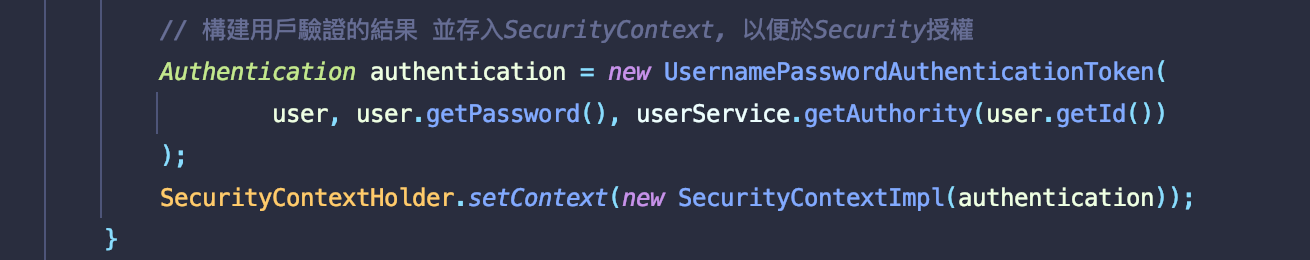 // 構建用戶驗證的結果 並存入SecurityContext, 以便於Security授權
Authentication authentication = new UsernamePasswordAuthenticationToken(
user, user.getPassword(), userService.getAuthority(user.getId())
);
SecurityContextHolder.setContext(new SecurityContextImpl(authentication));
}